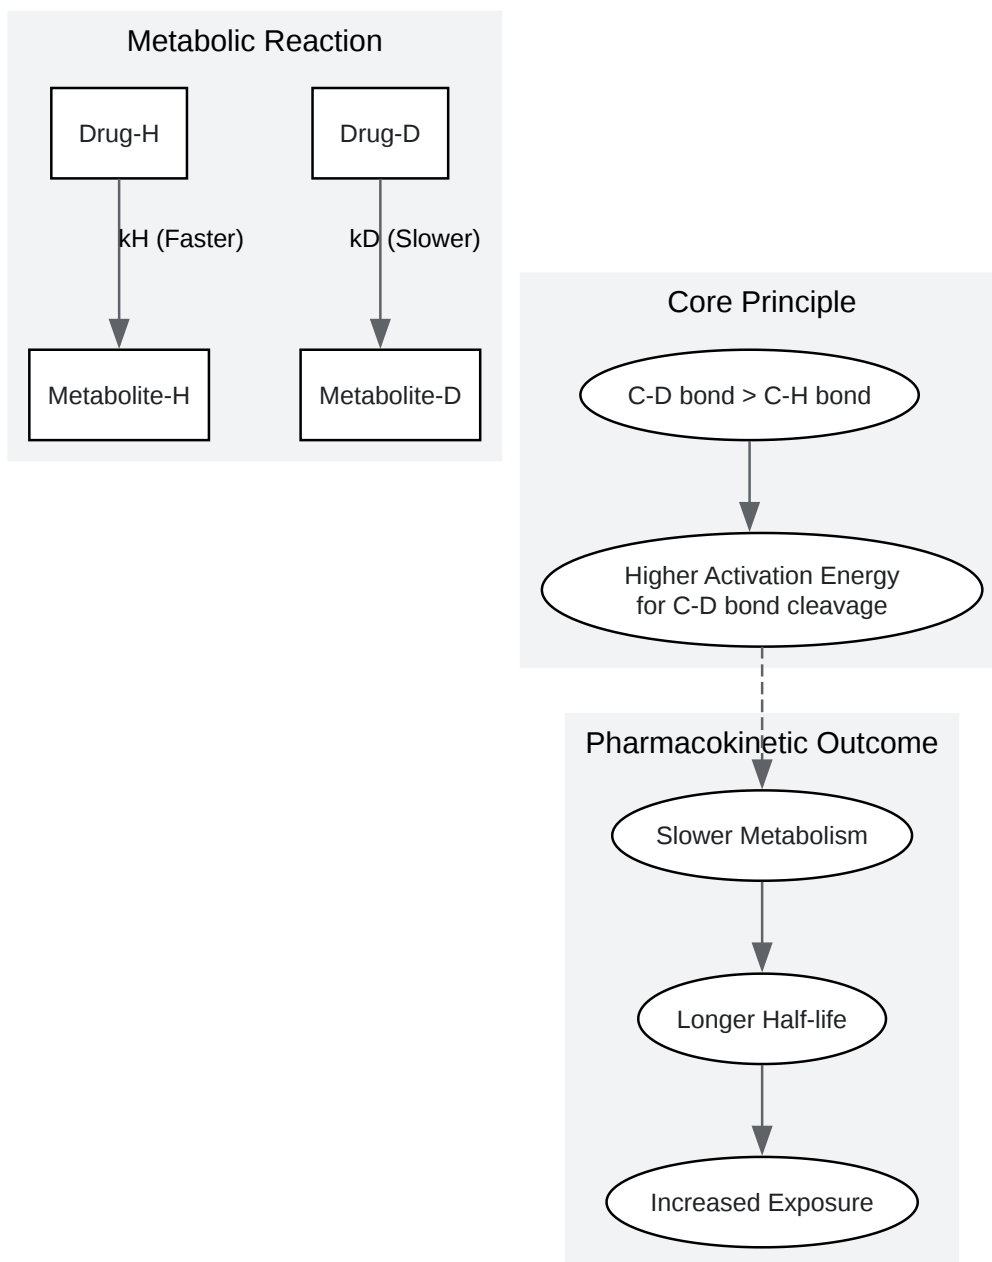 Metabolic Reaction
Drug-H
Drug-D
kH (Faster)
kD (Slower)
Metabolite-H
Metabolite-D
Core Principle
C-D bond > C-H bond
Higher Activation Energy
for C-D bond cleavage
Pharmacokinetic Outcome
Slower Metabolism
Longer Half-life
Increased Exposure